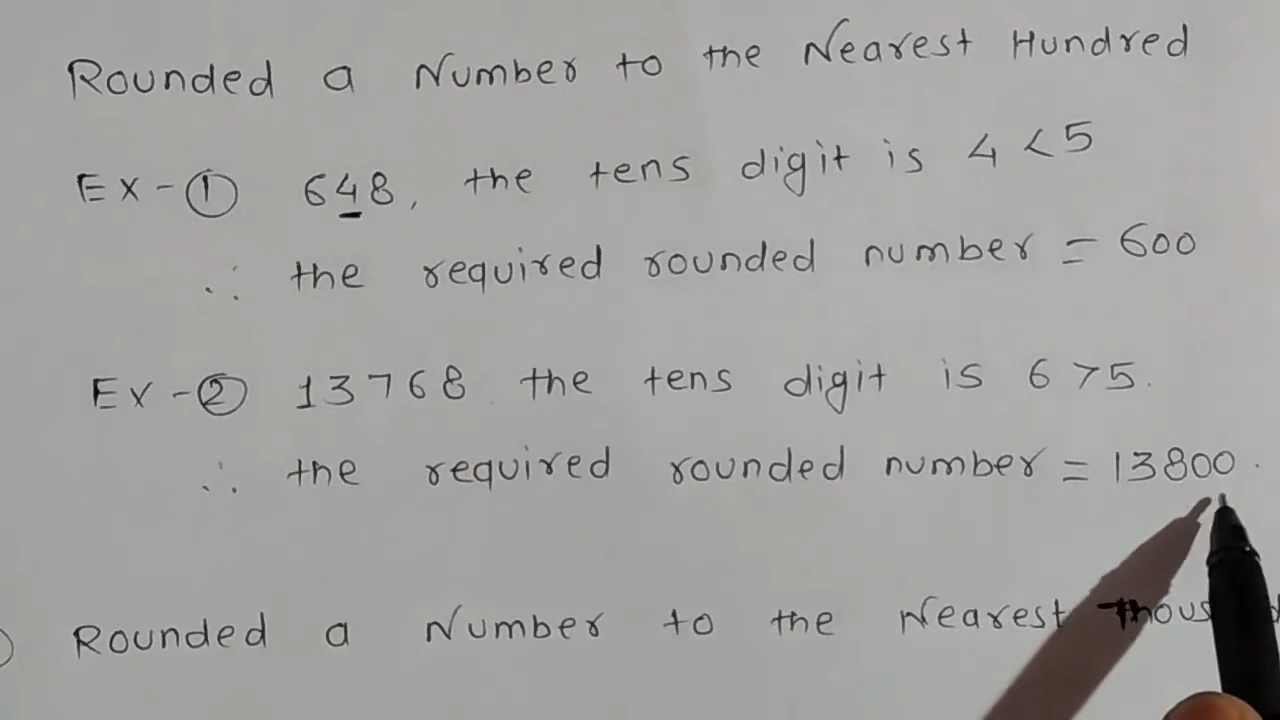 Rounded a Number to the Nearest Hundred
Ex-① 648, the tens digit is 4 < 5
∴ the required rounded number = 600
Ex-② 13768 the tens digit is 6 > 5.
∴ the required rounded number = 13800.
Rounded a Number to the Nearest